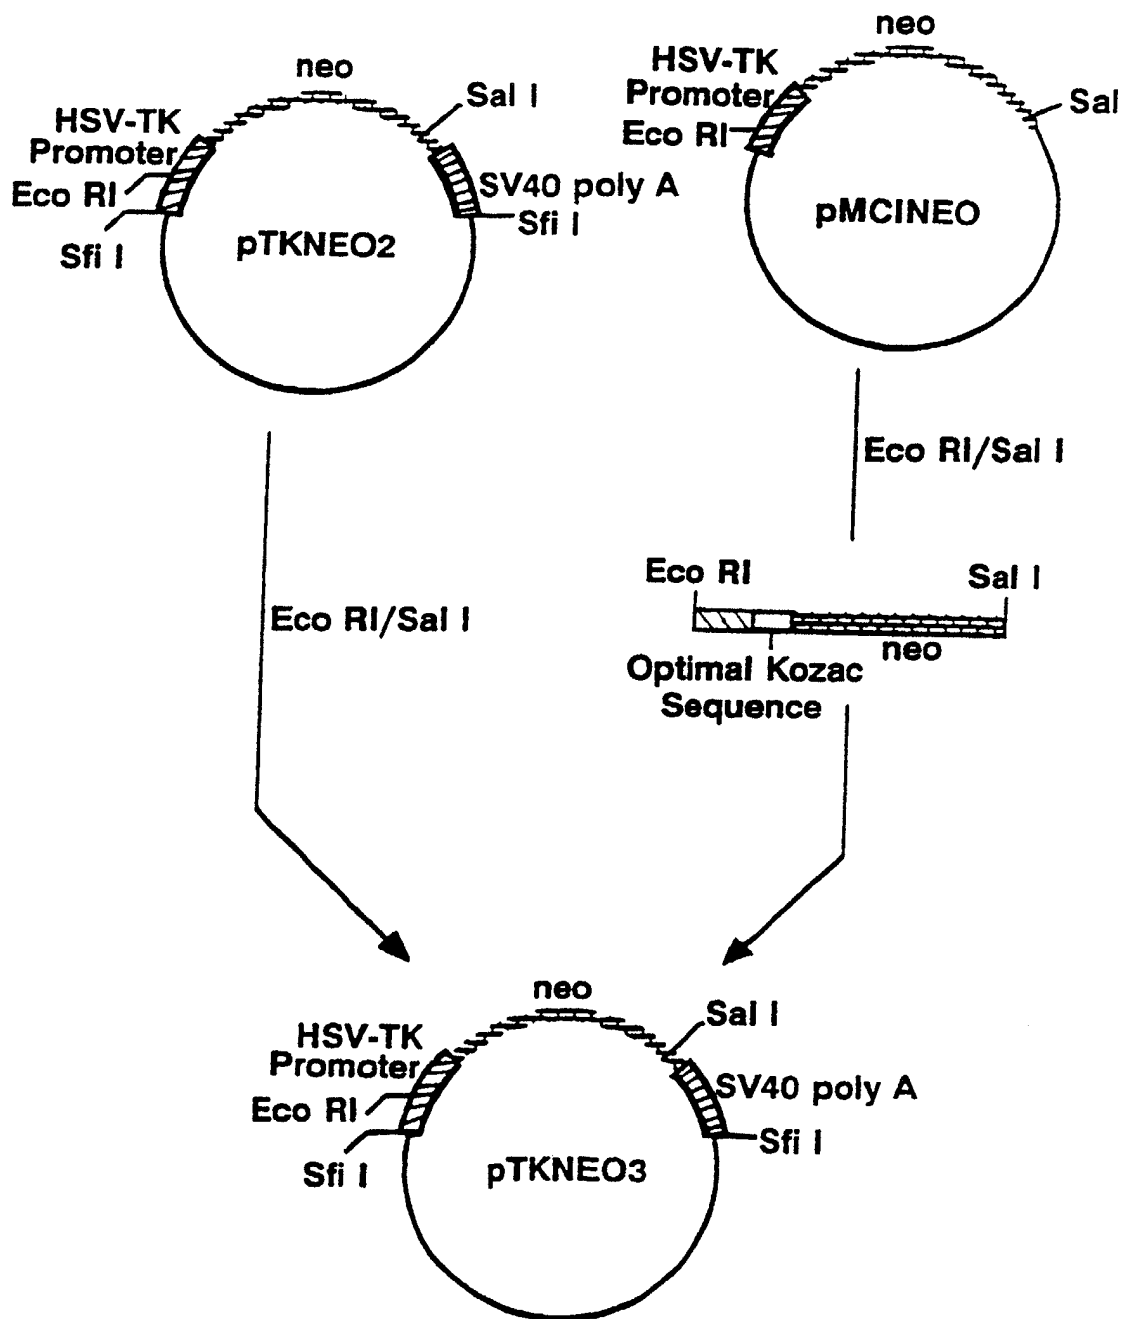 neo
HSV-TK
Promoter
Eco RI
Sfi I
Sal I
SV40 poly A
Sfi I
pTKNEO2
neo
HSV-TK
Promoter
Eco RI
Sal
pMCINEO
Eco RI/Sal I
Eco RI/Sal I
Eco RI
Sal I
neo
Optimal Kozac
Sequence
neo
HSV-TK
Promoter
Eco RI
Sfi I
Sal I
SV40 poly A
Sfi I
pTKNEO3